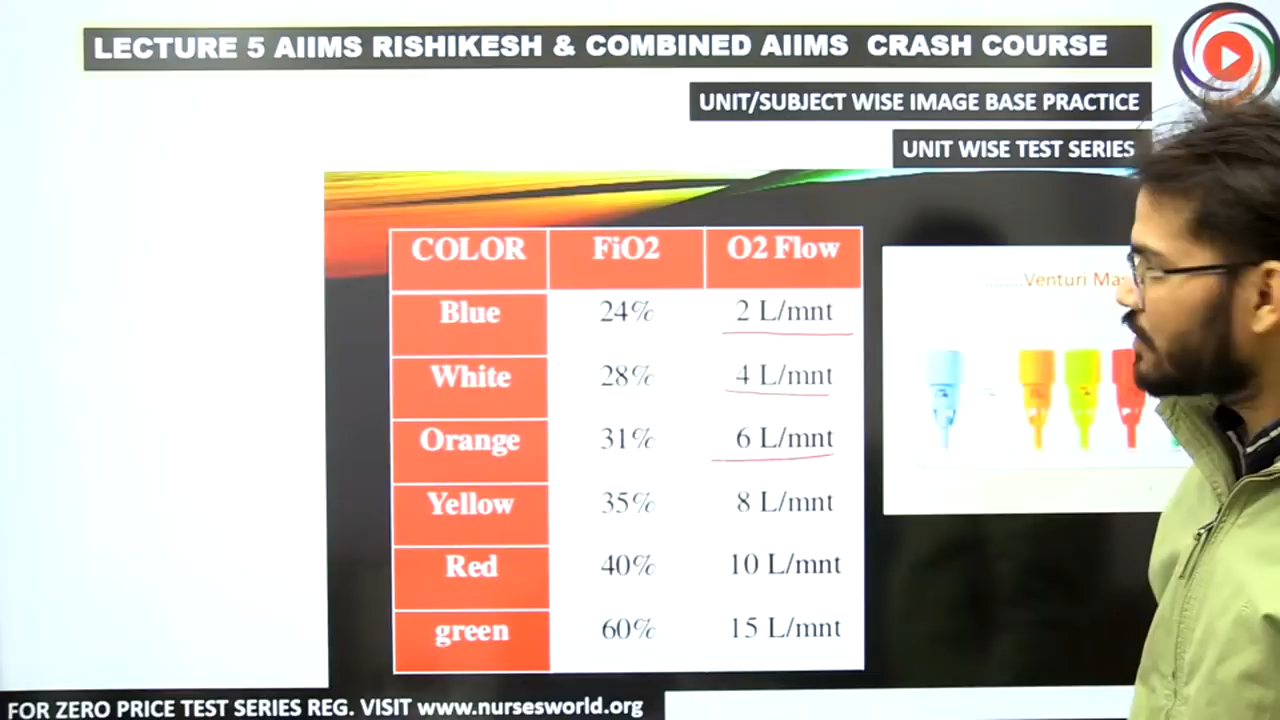 LECTURE 5 AIIMS RISHIKESH & COMBINED AIIMS CRASH COURSE
UNIT/SUBJECT WISE IMAGE BASE PRACTICE
UNIT WISE TEST SERIES
COLOR FiO2 O2 Flow
Blue 24% 2 L/mnt
White 28% 4 L/mnt
Orange 31% 6 L/mnt
Yellow 35% 8 L/mnt
Red 40% 10 L/mnt
green 60% 15 L/mnt
Venturi
FOR ZERO PRICE TEST SERIES REG. VISIT www.nursesworld.org